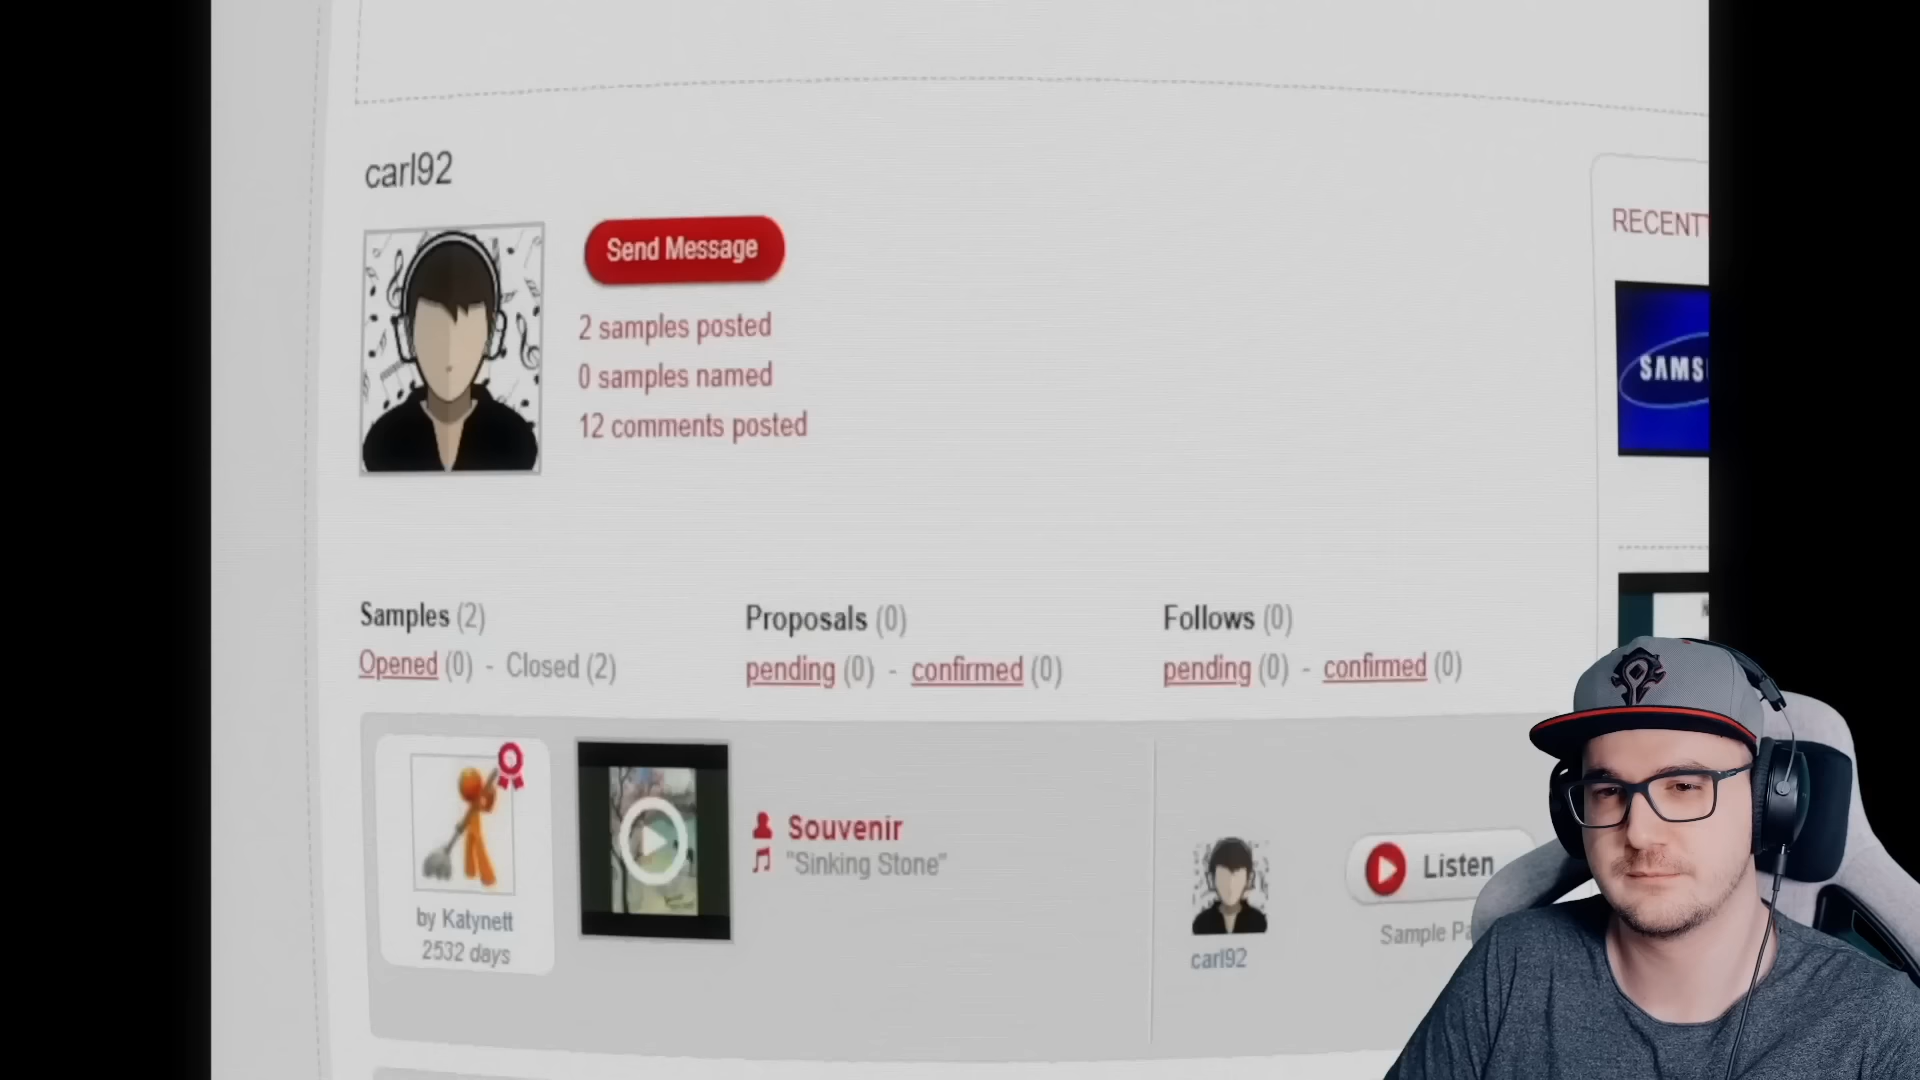 carl92
Send Message
2 samples posted
0 samples named
12 comments posted
RECENT
SAMS
Samples (2)
Proposals (0)
Follows (0)
Opened (0) - Closed (2)
pending (0) - confirmed (0)
pending (0) - confirmed (0)
Souvenir
"Sinking Stone"
by Katynett
2532 days
carl92
Listen
Sample